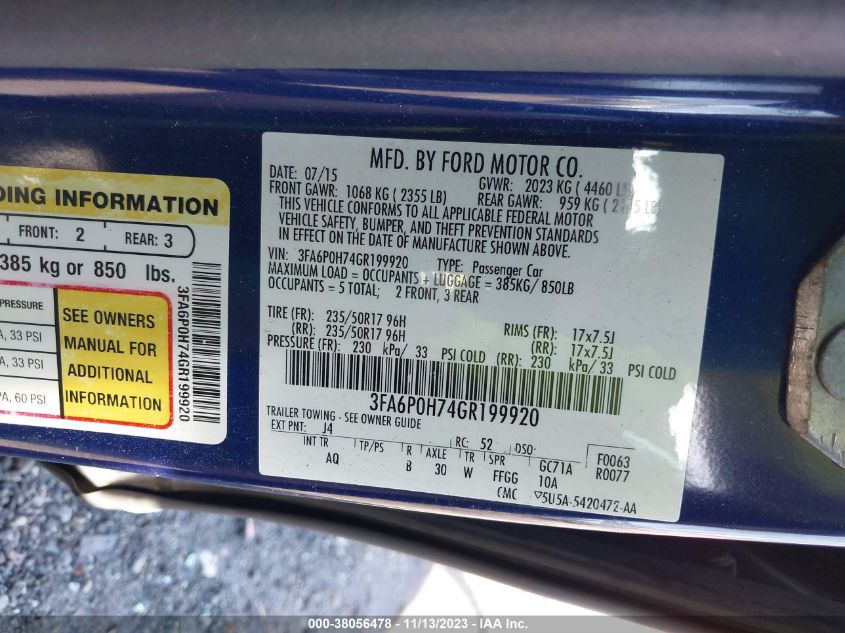 DING INFORMATION
FRONT: 2 REAR: 3
385 kg or 850 lbs.
PRESSURE
A, 33 PSI
A, 33 PSI
PA, 60 PSI
SEE OWNERS
MANUAL FOR
ADDITIONAL
INFORMATION
3FA6P0H74GR199920
MFD. BY FORD MOTOR CO.
DATE: 07/15 GVWR: 2023 KG ( 4460 LB
FRONT GAWR: 1068 KG ( 2355 LB) REAR GAWR: 959 KG ( LB
THIS VEHICLE CONFORMS TO ALL APPLICABLE FEDERAL MOTOR
VEHICLE SAFETY, BUMPER, AND THEFT PREVENTION STANDARDS
IN EFFECT ON THE DATE OF MANUFACTURE SHOWN ABOVE.
VIN: 3FA6P0H74GR199920 TYPE: Passenger Car
MAXIMUM LOAD = OCCUPANTS + LUGGAGE = 385KG/ 850LB
OCCUPANTS = 5 TOTAL; 2 FRONT, 3 REAR
TIRE (FR): 235/50R17 96H RIMS (FR): 17x7.5J
(RR): 235/50R17 96H (RR): 17x7.5J
PRESSURE (FR): 230 kPa/ 33 PSI COLD (RR): 230 kPa/ 33 PSI COLD
3FA6P0H74GR199920
TRAILER TOWING - SEE OWNER GUIDE
EXT PNT: J4 RC: 52 DSO: F0063
INT TR TP/PS R AXLE TR SPR GC71A R0077
AQ B 30 W FFGG 10A
CMC ▽5U5A-5420472-AA
000-38056478 - 11/13/2023 - IAA Inc.